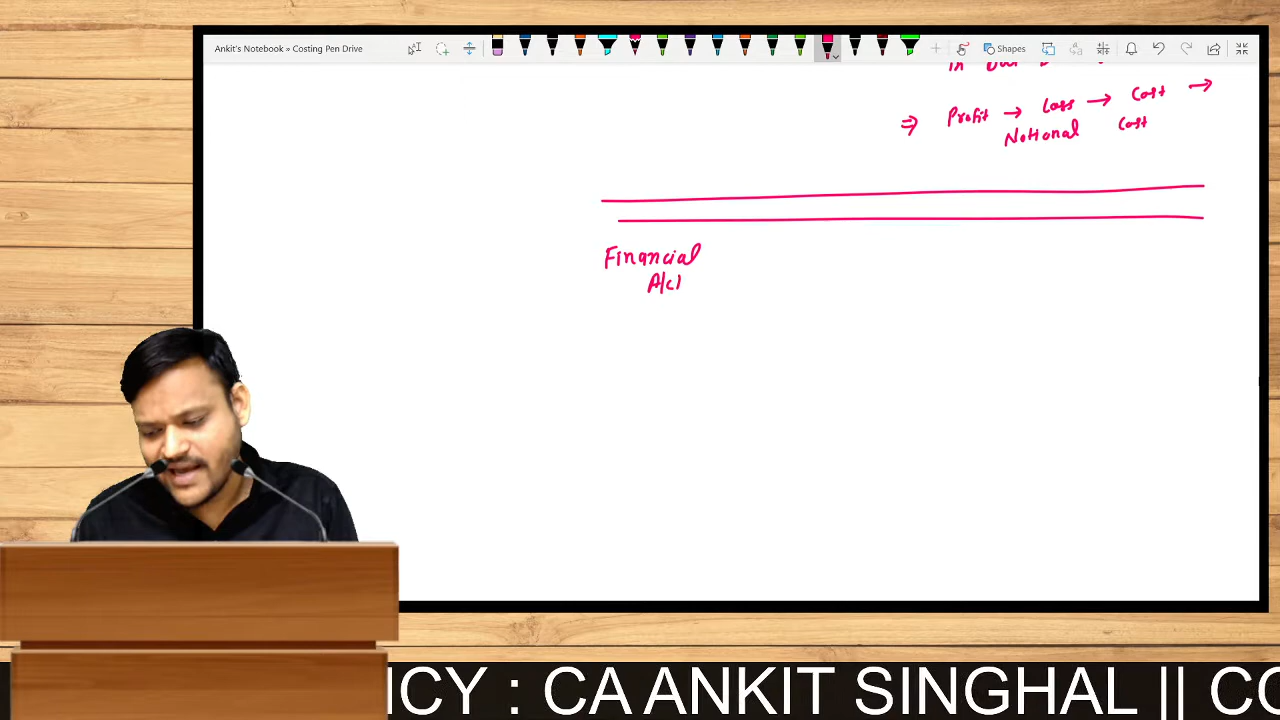 Ankit's Notebook » Costing Pen Drive
Shapes
⇒ Profit → Loss → Cost →
Notional Cost
Financial
A/c)
ICY : CA ANKIT SINGHAL || CO